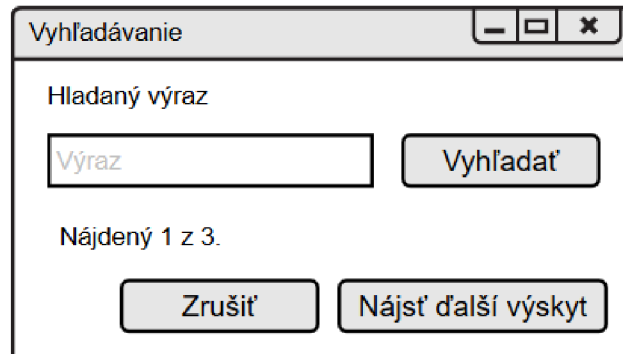 Vyhľadávanie
Hladaný výraz
Výraz
Vyhľadať
Nájdený 1 z 3.
Zrušiť
Nájsť ďalší výskyt